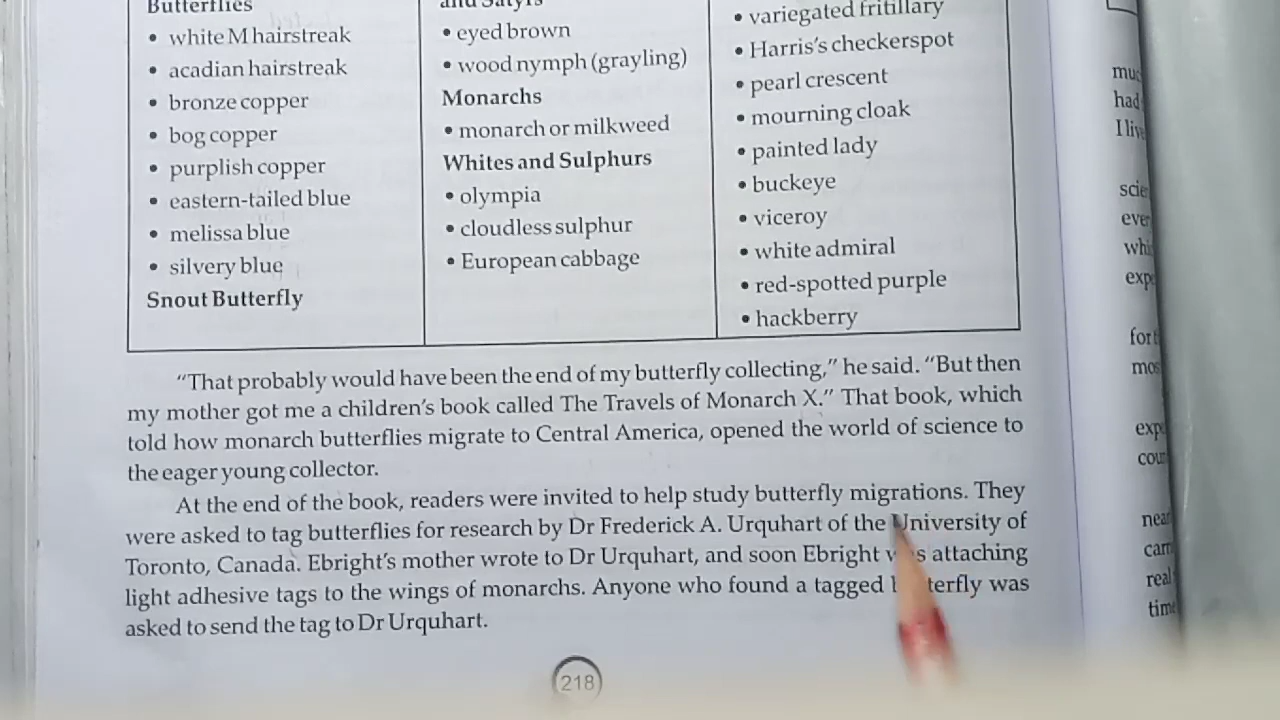 Butterflies
• white M hairstreak
• acadian hairstreak
• bronze copper
• bog copper
• purplish copper
• eastern-tailed blue
• melissa blue
• silvery blue
Snout Butterfly
and Satyrs
• eyed brown
• wood nymph (grayling)
Monarchs
• monarch or milkweed
Whites and Sulphurs
• olympia
• cloudless sulphur
• European cabbage
• variegated fritillary
• Harris's checkerspot
• pearl crescent
• mourning cloak
• painted lady
• buckeye
• viceroy
• white admiral
• red-spotted purple
• hackberry
"That probably would have been the end of my butterfly collecting," he said. "But then
my mother got me a children's book called The Travels of Monarch X." That book, which
told how monarch butterflies migrate to Central America, opened the world of science to
the eager young collector.
At the end of the book, readers were invited to help study butterfly migrations. They
were asked to tag butterflies for research by Dr Frederick A. Urquhart of the University of
Toronto, Canada. Ebright's mother wrote to Dr Urquhart, and soon Ebright was attaching
light adhesive tags to the wings of monarchs. Anyone who found a tagged butterfly was
asked to send the tag to Dr Urquhart.
218
had